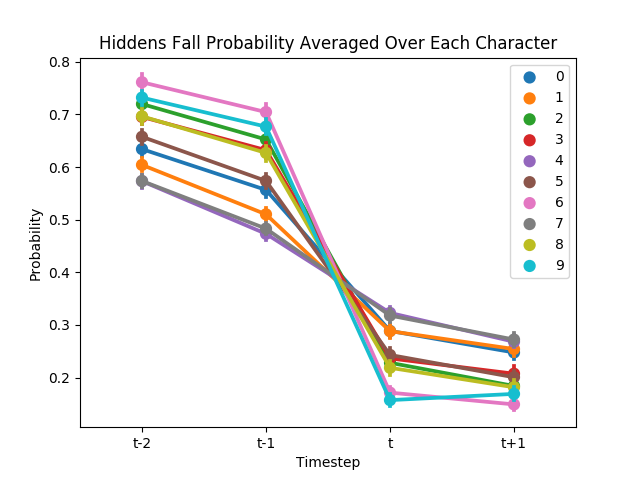 Hiddens Fall Probability Averaged Over Each Character
0.8
0.7
0.6
0.5
0.4
0.3
0.2
Probability
t-2
t-1
t
t+1
Timestep
0
1
2
3
4
5
6
7
8
9